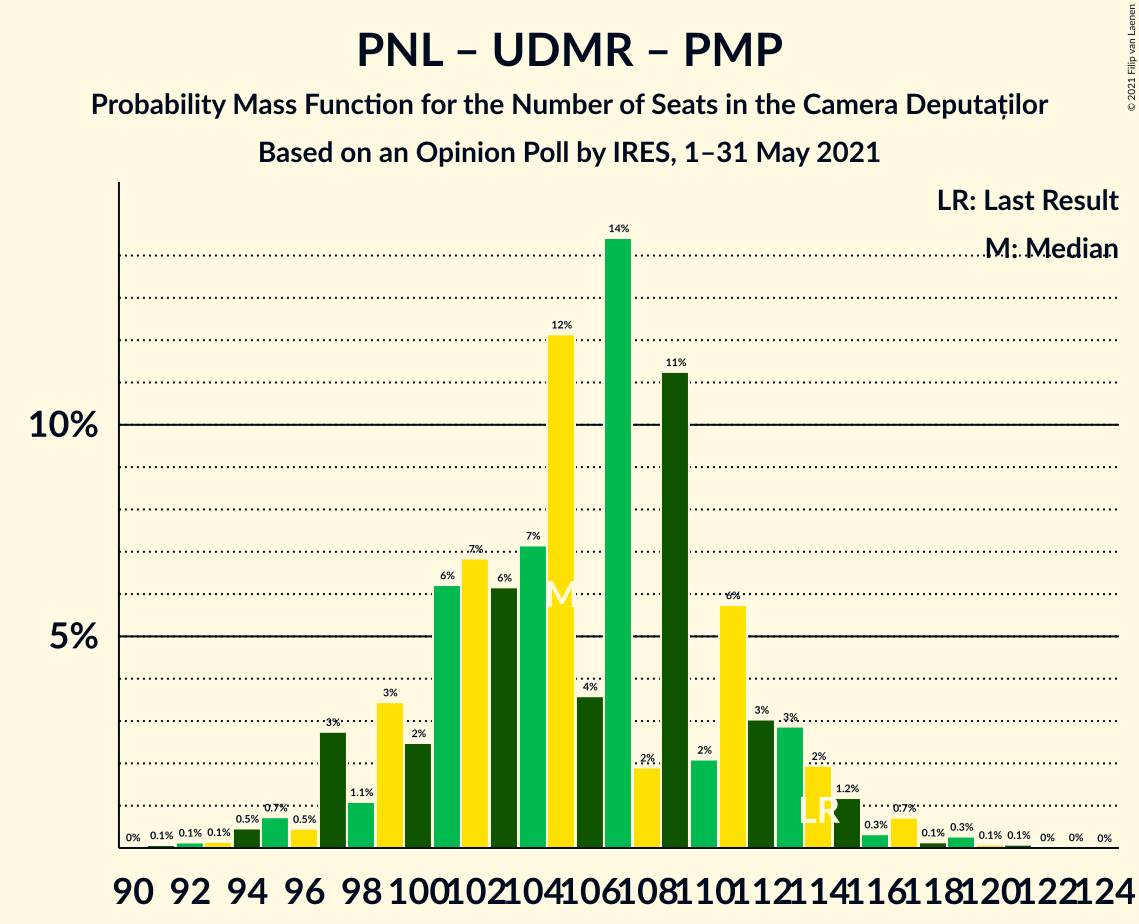 PNL – UDMR – PMP
Probability Mass Function for the Number of Seats in the Camera Deputaților
Based on an Opinion Poll by IRES, 1–31 May 2021
© 2021 Filip van Laenen
LR: Last Result
M: Median
10%
5%
0% 0.1% 0.1% 0.1% 0.5% 0.7% 0.5% 3% 1.1% 3% 2% 6% 7% 6% 7% 12% 4% 14% 2% 11% 2% 6% 3% 3% 2% 1.2% 0.3% 0.7% 0.1% 0.3% 0.1% 0.1% 0% 0% 0%
M
LR
90 92 94 96 98 100 102 104 106 108 110 112 114 116 118 120 122 124